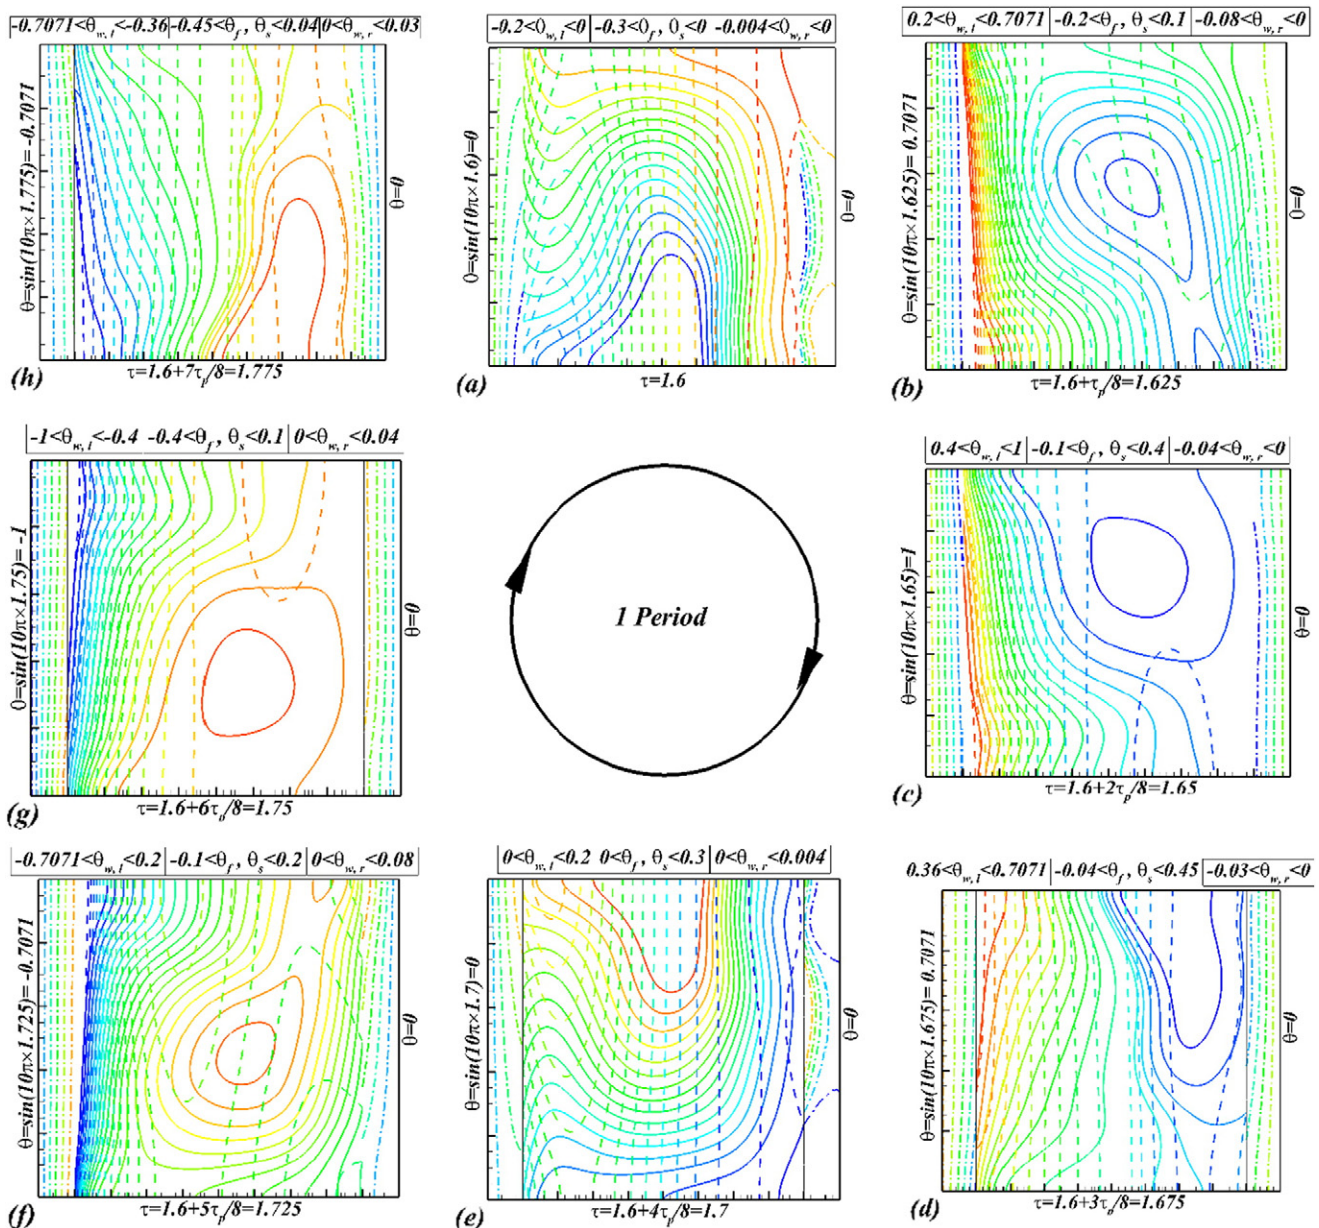 -0.7071<θw, l<-0.36 -0.45<θf, θs<0.04 0<θw, r<0.03
θ=sin(10π×1.775)= -0.7071
θ=0
(h)
τ=1.6+7τp/8=1.775
-0.2<θw, l<0 -0.3<θf, θs<0 -0.004<θw, r<0
θ=sin(10π×1.6)=0
θ=0
(a)
τ=1.6
0.2<θw, l<0.7071 -0.2<θf, θs<0.1 -0.08<θw, r<0
θ=sin(10π×1.625)= 0.7071
θ=0
(b)
τ=1.6+τp/8=1.625
-1<θw, l<-0.4 -0.4<θf, θs<0.1 0<θw, r<0.04
θ=sin(10π×1.75)= -1
θ=0
(g)
τ=1.6+6τp/8=1.75
1 Period
0.4<θw, l<1 -0.1<θf, θs<0.4 -0.04<θw, r<0
θ=sin(10π×1.65)=1
θ=0
(c)
τ=1.6+2τp/8=1.65
-0.7071<θw, l<0.2 -0.1<θf, θs<0.2 0<θw, r<0.08
θ=sin(10π×1.725)= -0.7071
θ=0
(f)
τ=1.6+5τp/8=1.725
0<θw, l<0.2 0<θf, θs<0.3 0<θw, r<0.004
θ=sin(10π×1.7)=0
θ=0
(e)
τ=1.6+4τp/8=1.7
0.36<θw, l<0.7071 -0.04<θf, θs<0.45 -0.03<θw, r<0
θ=sin(10π×1.675)= 0.7071
θ=0
(d)
τ=1.6+3τp/8=1.675